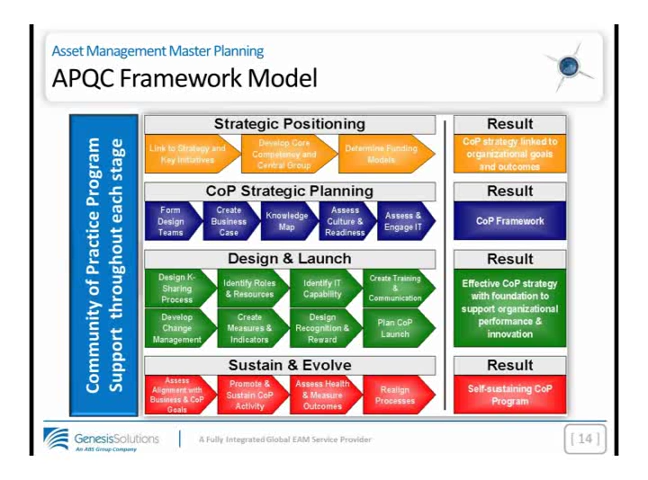 Asset Management Master Planning
APQC Framework Model
Community of Practice Program
Support throughout each stage
Strategic Positioning
Link to Strategy and
Key Initiatives
Develop Core
Competency and
Central Group
Determine Funding
Models
Result
CoP strategy linked to
organizational goals
and outcomes
CoP Strategic Planning
Form
Design
Teams
Create
Business
Case
Knowledge
Map
Assess
Culture &
Readiness
Assess &
Engage IT
Result
CoP Framework
Design & Launch
Design K-
Sharing
Process
Identify Roles
& Resources
Identify IT
Capability
Create Training
&
Communication
Develop
Change
Management
Create
Measures &
Indicators
Design
Recognition &
Reward
Plan CoP
Launch
Result
Effective CoP strategy
with foundation to
support organizational
performance &
innovation
Sustain & Evolve
Assess
Alignment with
Business & CoP
Goals
Promote &
Sustain CoP
Activity
Assess Health
& Measure
Outcomes
Realign
Processes
Result
Self-sustaining CoP
Program
GenesisSolutions
An ABS Group Company
A Fully Integrated Global EAM Service Provider
[ 14 ]